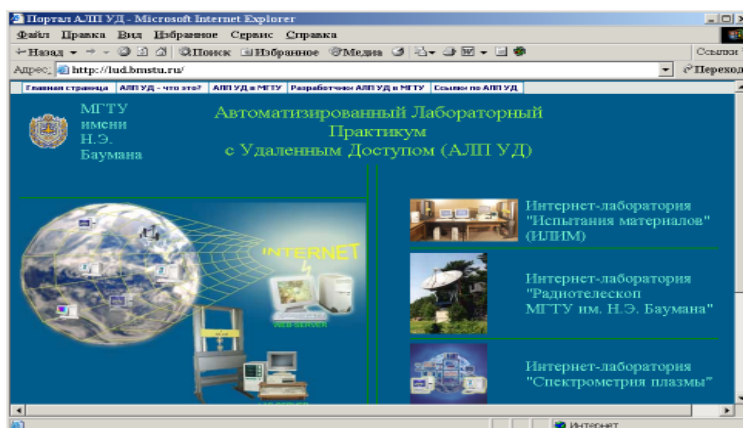 Портал АЛП УД - Microsoft Internet Explorer
Файл Правка Вид Избранное Сервис Справка
Назад Поиск Избранное Медиа Ссылки
Адрес: http://lud.bmstu.ru/ Переход
Главная страница АЛП УД - что это? АЛП УД в МГТУ Разработчики АЛП УД в МГТУ Ссылки по АЛП УД
МГТУ
имени
Н.Э.
Баумана
Автоматизированный Лабораторный
Практикум
с Удаленным Доступом (АЛП УД)
INTERNET
WEB-SERVER
Интернет-лаборатория
"Испытания материалов"
(ИЛИМ)
Интернет-лаборатория
"Радиотелескоп
МГТУ им. Н.Э. Баумана"
Интернет-лаборатория
"Спектрометрия плазмы"
Интернет